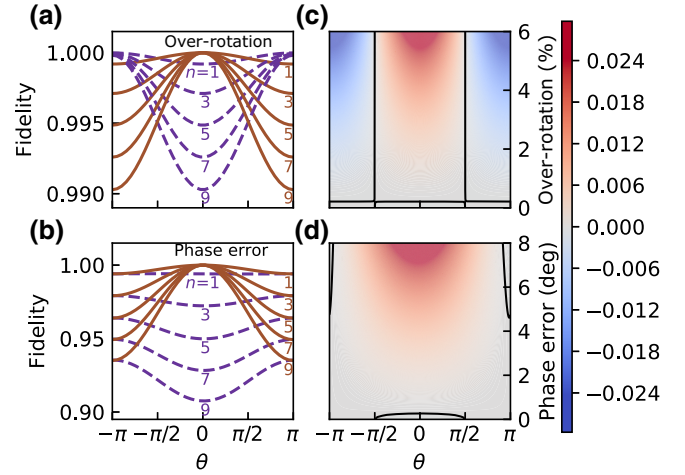 (a)
Over-rotation
Fidelity
1.000
0.995
0.990
n=1
3
5
7
9
1
3
5
7
9
(b)
Phase error
Fidelity
1.00
0.95
0.90
n=1
3
5
7
9
1
3
5
7
9
−π −π/2 0 π/2 π
θ
(c)
6
4
2
0
Over-rotation (%)
(d)
8
6
4
2
0
Phase error (deg)
−π −π/2 0 π/2 π
θ
0.024
0.018
0.012
0.006
0.000
−0.006
−0.012
−0.018
−0.024